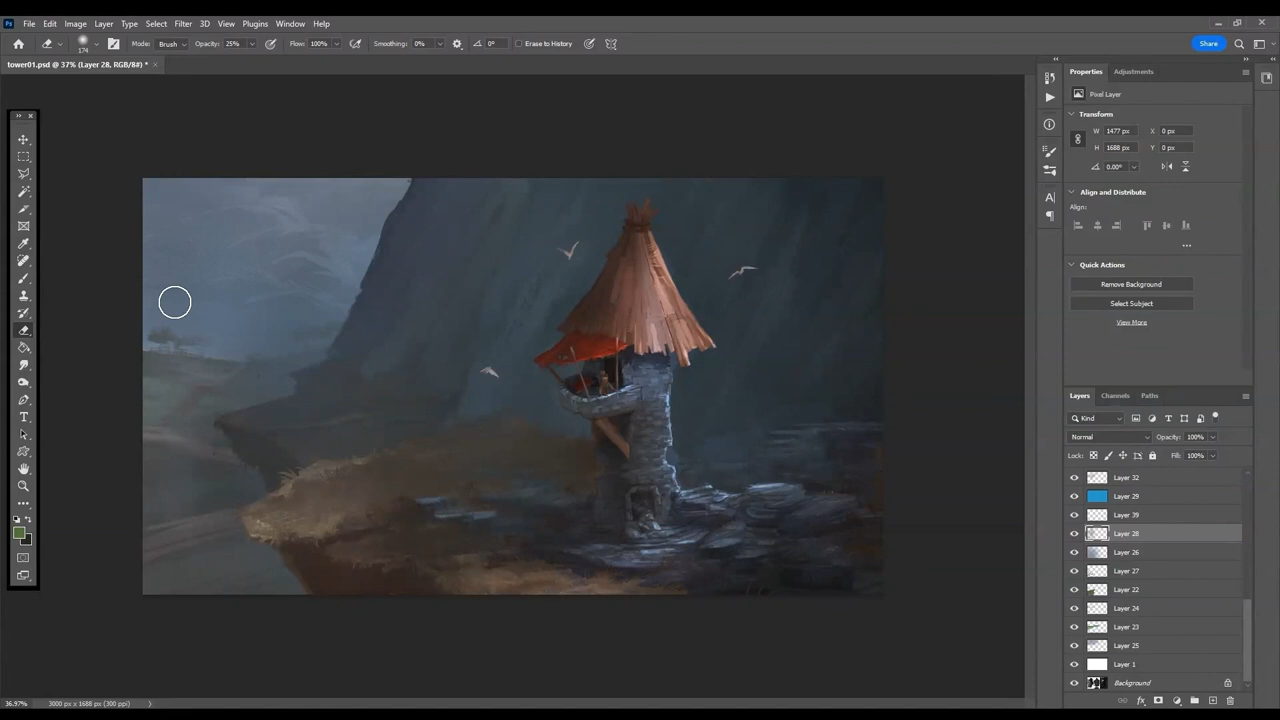 Ps File Edit Image Layer Type Select Filter 3D View Plugins Window Help
174 Mode: Brush Opacity: 25% Flow: 100% Smoothing: 0% 0° Erase to History Share
tower01.psd @ 37% (Layer 28, RGB/8#) *
Properties Adjustments
Pixel Layer
Transform
W 1477 px X 0 px
H 1688 px Y 0 px
0.00°
Align and Distribute
Align:
Quick Actions
Remove Background
Select Subject
View More
Layers Channels Paths
Kind
Normal Opacity: 100%
Lock: Fill: 100%
Layer 32
Layer 29
Layer 39
Layer 28
Layer 26
Layer 27
Layer 22
Layer 24
Layer 23
Layer 25
Layer 1
Background
36.97% 3000 px x 1688 px (300 ppi)